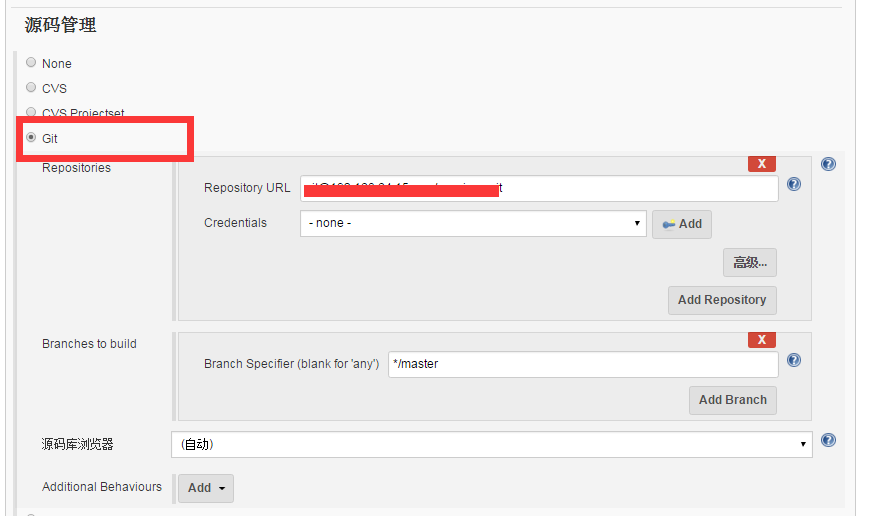 源码管理
None
CVS
CVS Projectset
Git
Repositories
X
Repository URL
Credentials - none - Add
高级...
Add Repository
Branches to build
X
Branch Specifier (blank for 'any') */master
Add Branch
源码库浏览器 (自动)
Additional Behaviours Add